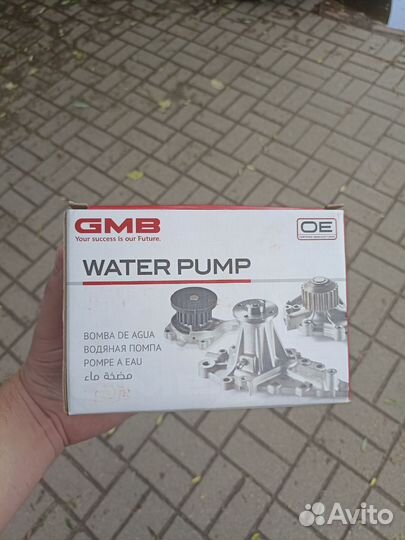 GMB
Your success is our Future.
OE
WATER PUMP
BOMBA DE AGUA
ВОДЯНАЯ ПОМПА
POMPE A EAU
مضخة ماء
Avito